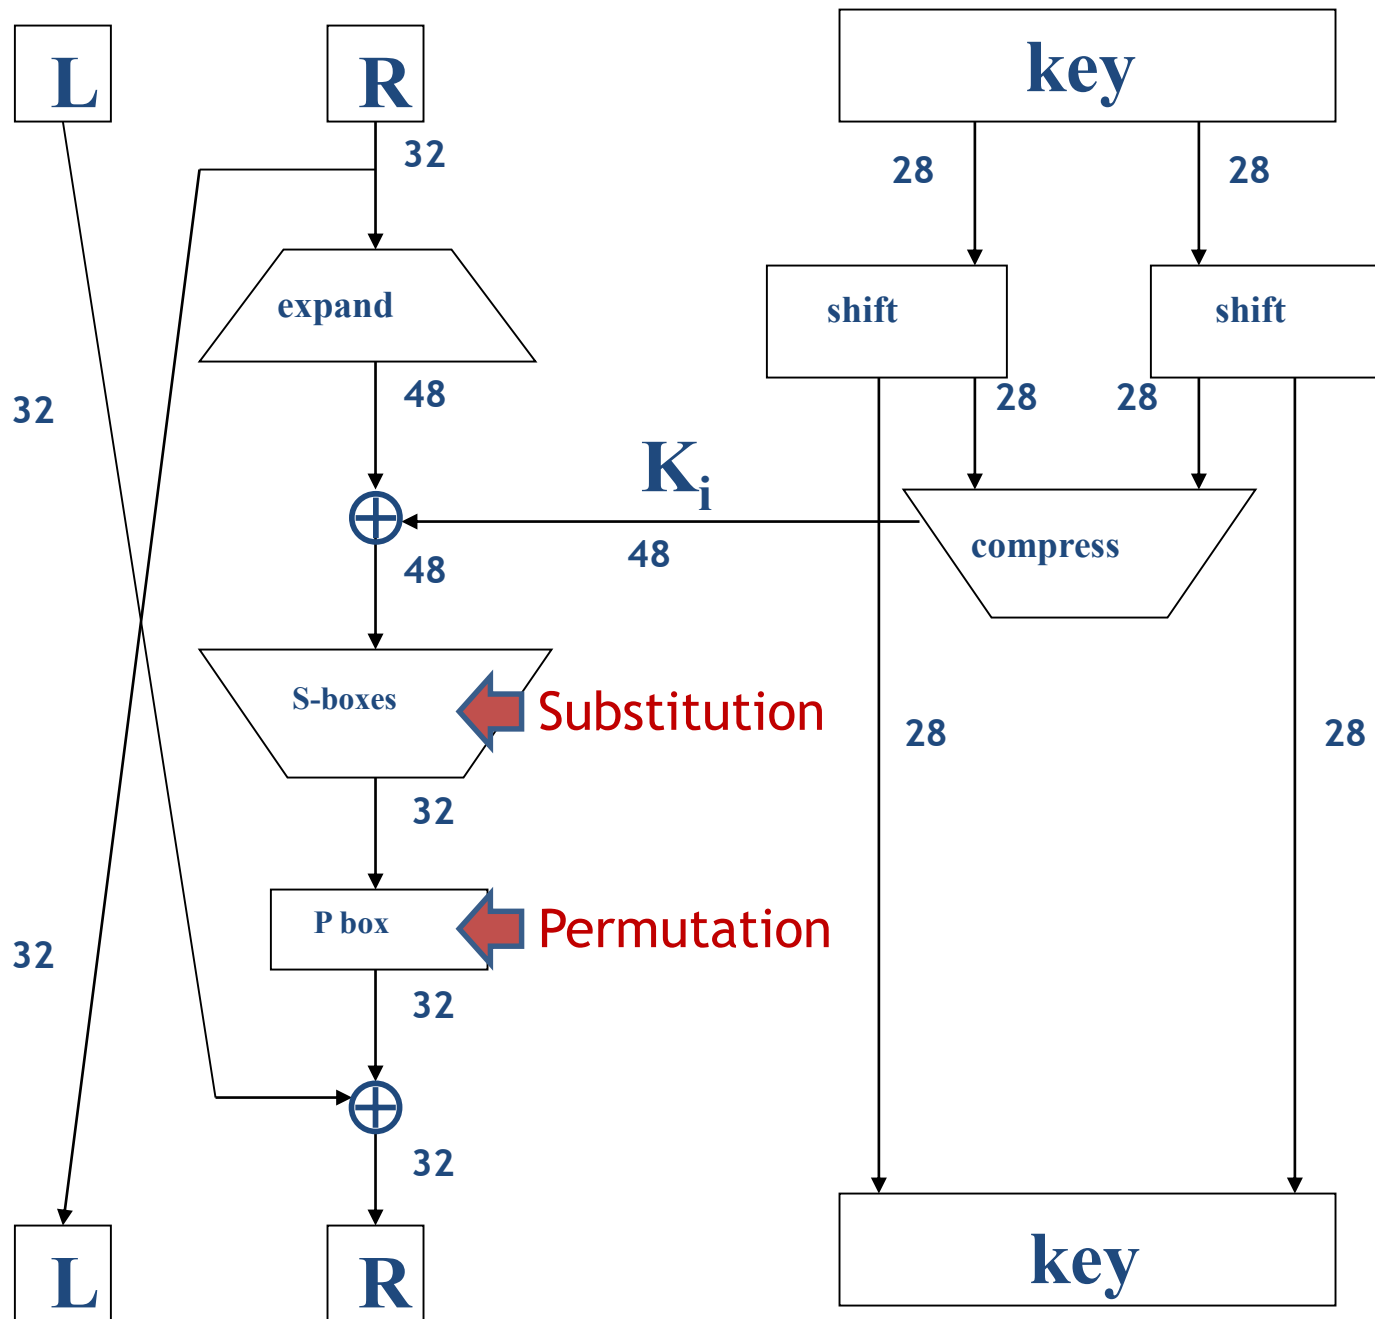 L
R
key
32
28
28
expand
shift
shift
48
28
28
32
Ki
48
48
compress
S-boxes
Substitution
28
28
32
P box
Permutation
32
32
32
L
R
key